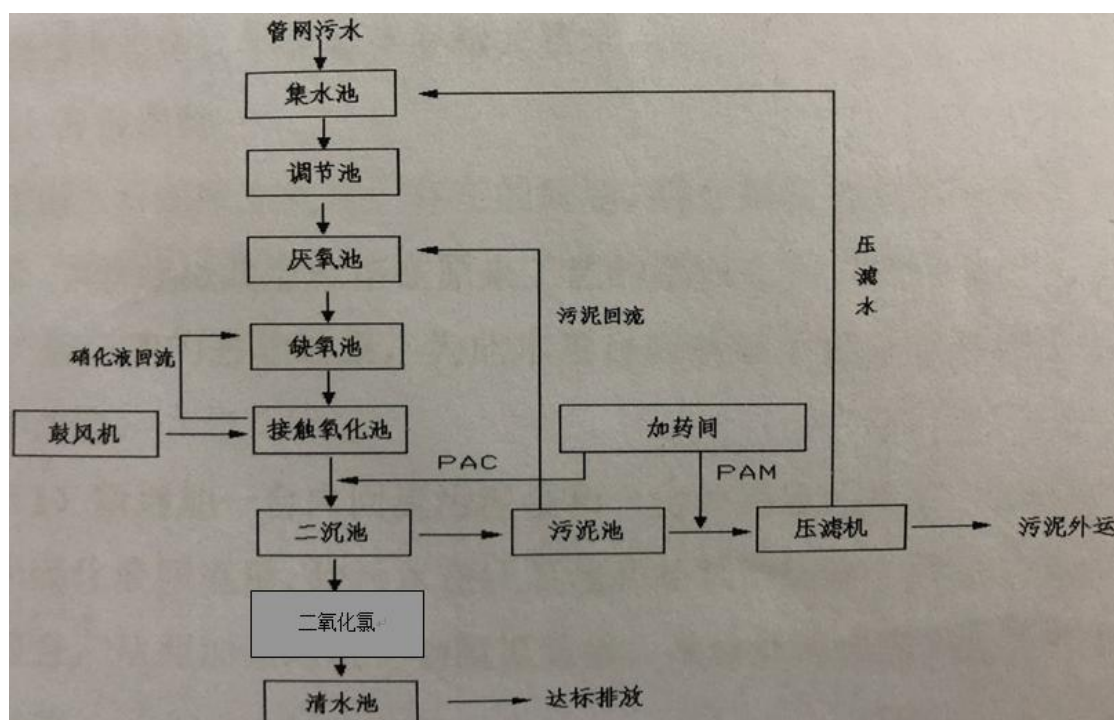 管网污水
集水池
调节池
厌氧池
压滤水
污泥回流
缺氧池
硝化液回流
鼓风机
接触氧化池
加药间
PAC
PAM
二沉池
污泥池
压滤机
污泥外运
二氧化氯
清水池
达标排放